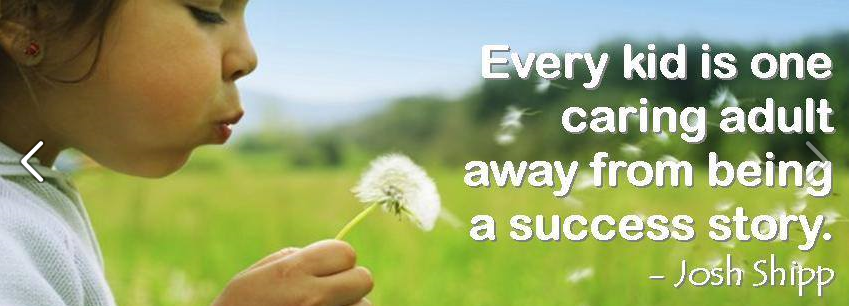 Every kid is one
caring adult
away from being
a success story.
– Josh Shipp